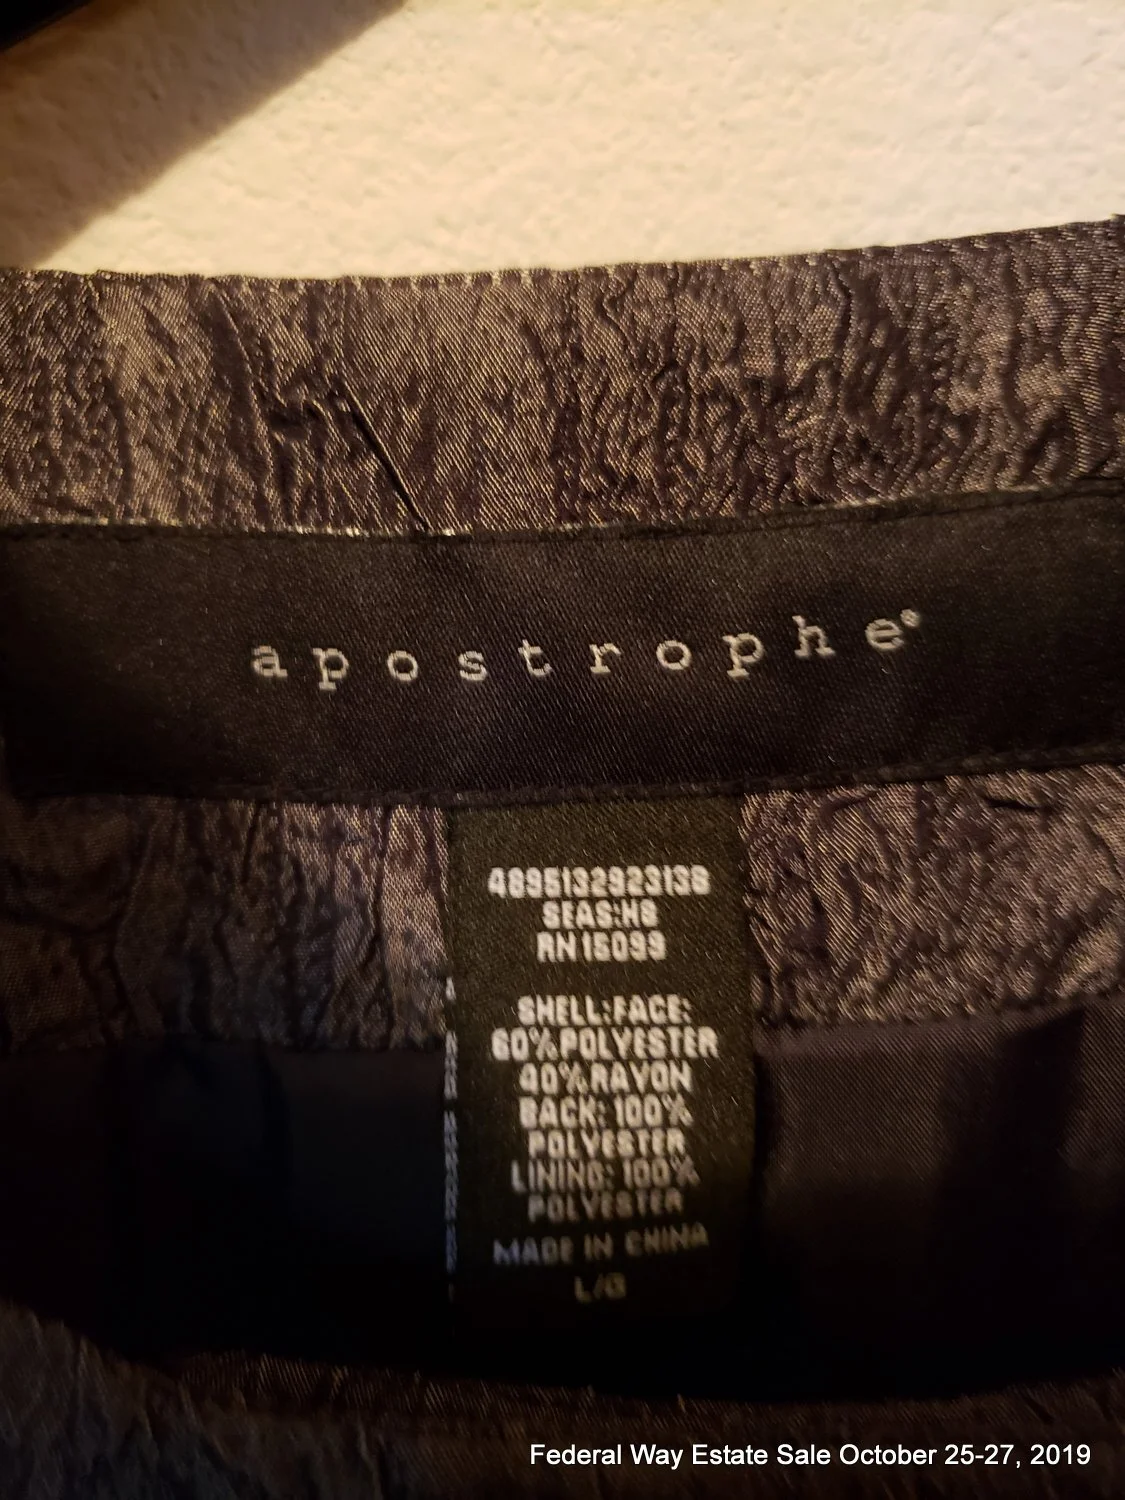 apostrophe®
4895132923138
SEAS:H8
RN 15099
SHELL:FACE:
60%POLYESTER
40%RAYON
BACK: 100%
POLYESTER
LINING: 100%
POLYESTER
MADE IN CHINA
L/G
Federal Way Estate Sale October 25-27, 2019